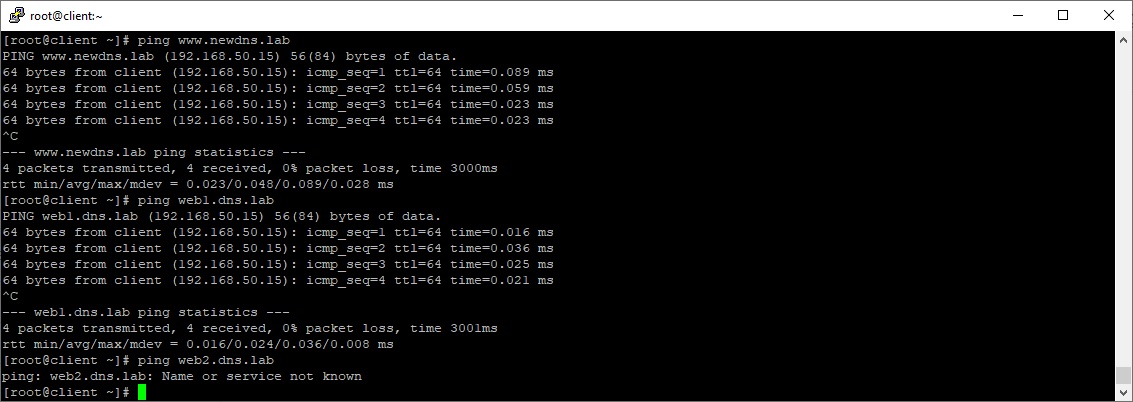 root@client:~
[root@client ~]# ping www.newdns.lab
PING www.newdns.lab (192.168.50.15) 56(84) bytes of data.
64 bytes from client (192.168.50.15): icmp_seq=1 ttl=64 time=0.089 ms
64 bytes from client (192.168.50.15): icmp_seq=2 ttl=64 time=0.059 ms
64 bytes from client (192.168.50.15): icmp_seq=3 ttl=64 time=0.023 ms
64 bytes from client (192.168.50.15): icmp_seq=4 ttl=64 time=0.023 ms
^C
--- www.newdns.lab ping statistics ---
4 packets transmitted, 4 received, 0% packet loss, time 3000ms
rtt min/avg/max/mdev = 0.023/0.048/0.089/0.028 ms
[root@client ~]# ping web1.dns.lab
PING web1.dns.lab (192.168.50.15) 56(84) bytes of data.
64 bytes from client (192.168.50.15): icmp_seq=1 ttl=64 time=0.016 ms
64 bytes from client (192.168.50.15): icmp_seq=2 ttl=64 time=0.036 ms
64 bytes from client (192.168.50.15): icmp_seq=3 ttl=64 time=0.025 ms
64 bytes from client (192.168.50.15): icmp_seq=4 ttl=64 time=0.021 ms
^C
--- web1.dns.lab ping statistics ---
4 packets transmitted, 4 received, 0% packet loss, time 3001ms
rtt min/avg/max/mdev = 0.016/0.024/0.036/0.008 ms
[root@client ~]# ping web2.dns.lab
ping: web2.dns.lab: Name or service not known
[root@client ~]#